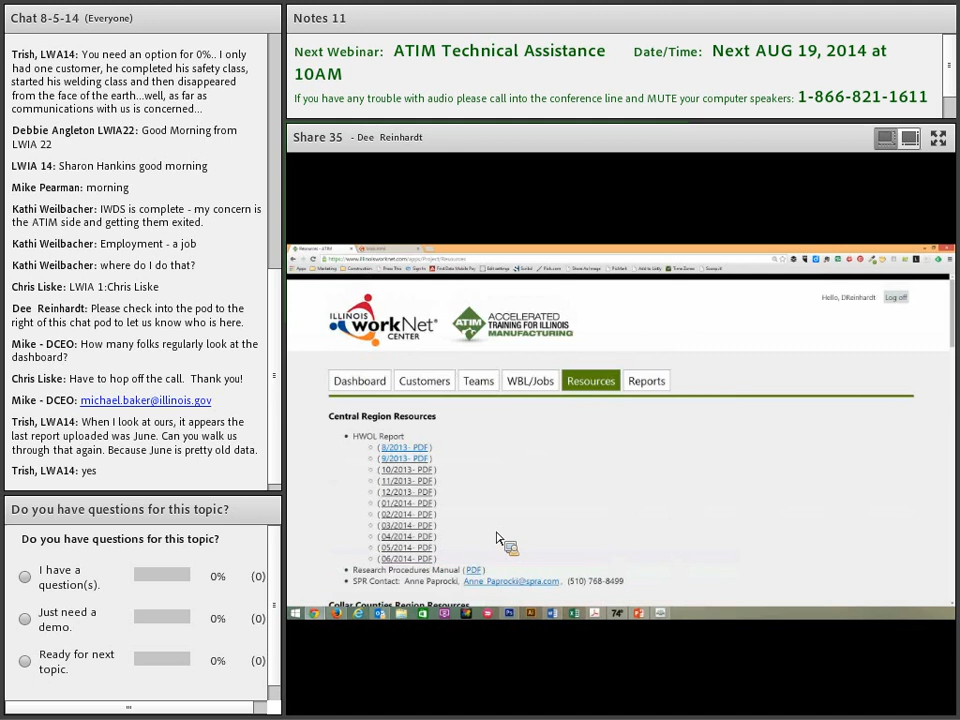 Chat 8-5-14 (Everyone)
Trish, LWA14: You need an option for 0%.. I only
had one customer, he completed his safety class,
started his welding class and then disappeared
from the face of the earth...well, as far as
communications with us is concerned...
Debbie Angleton LWIA22: Good Morning from
LWIA 22
LWIA 14: Sharon Hankins good morning
Mike Pearman: morning
Kathi Weilbacher: IWDS is complete - my concern is
the ATIM side and getting them exited.
Kathi Weilbacher: Employment - a job
Kathi Weilbacher: where do I do that?
Chris Liske: LWIA 1:Chris Liske
Dee Reinhardt: Please check into the pod to the
right of this chat pod to let us know who is here.
Mike - DCEO: How many folks regularly look at the
dashboard?
Chris Liske: Have to hop off the call. Thank you!
Mike - DCEO: michael.baker@illinois.gov
Trish, LWA14: When I look at ours, it appears the
last report uploaded was June. Can you walk us
through that again. Because June is pretty old data.
Trish, LWA14: yes
Do you have questions for this topic?
Do you have questions for this topic?
I have a
question(s). 0% (0)
Just need a
demo. 0% (0)
Ready for next
topic. 0% (0)
Notes 11
Next Webinar: ATIM Technical Assistance Date/Time: Next AUG 19, 2014 at
10AM
If you have any trouble with audio please call into the conference line and MUTE your computer speakers: 1-866-821-1611
Share 35 - Dee Reinhardt
Hello, DReinhardt Log off
ILLINOIS
workNet
CENTER
ATIM
ACCELERATED
TRAINING FOR ILLINOIS
MANUFACTURING
Dashboard Customers Teams WBL/Jobs Resources Reports
Central Region Resources
HWOL Report
( 8/2013- PDF )
( 9/2013- PDF )
( 10/2013- PDF )
( 11/2013- PDF )
( 12/2013- PDF )
( 01/2014- PDF )
( 02/2014- PDF )
( 03/2014- PDF )
( 04/2014- PDF )
( 05/2014- PDF )
( 06/2014- PDF )
Research Procedures Manual ( PDF )
SPR Contact: Anne Paprocki, Anne_Paprocki@spra.com , (510) 768-8499
Collar Counties Region Resources
74°